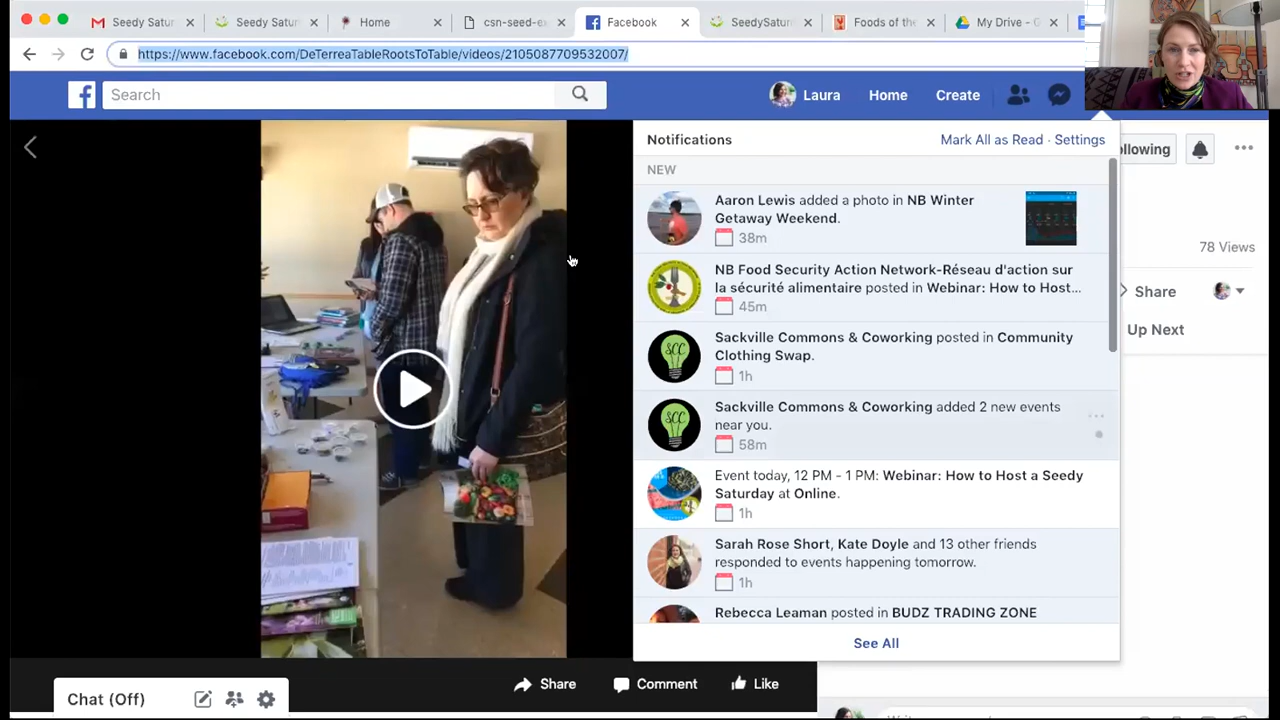 Seedy Satur
Seedy Satur
Home
csn-seed-ex
Facebook
SeedySatur
Foods of the
My Drive - G
https://www.facebook.com/DeTerreaTableRootsToTable/videos/2105087709532007/
Search
Laura
Home
Create
Notifications
Mark All as Read · Settings
ollowing
NEW
Aaron Lewis added a photo in NB Winter
Getaway Weekend.
38m
78 Views
NB Food Security Action Network-Réseau d'action sur
la sécurité alimentaire posted in Webinar: How to Host...
45m
Share
Up Next
Sackville Commons & Coworking posted in Community
Clothing Swap.
1h
Sackville Commons & Coworking added 2 new events
near you.
58m
Event today, 12 PM - 1 PM: Webinar: How to Host a Seedy
Saturday at Online.
1h
Sarah Rose Short, Kate Doyle and 13 other friends
responded to events happening tomorrow.
1h
Rebecca Leaman posted in BUDZ TRADING ZONE
See All
Share
Comment
Like
Chat (Off)